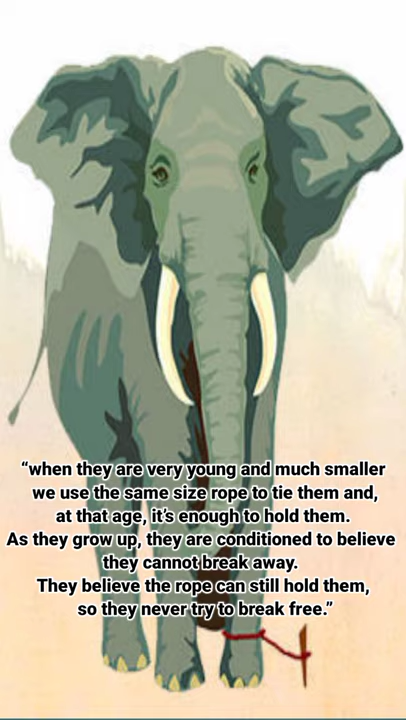 “when they are very young and much smaller
we use the same size rope to tie them and,
at that age, it’s enough to hold them.
As they grow up, they are conditioned to believe
they cannot break away.
They believe the rope can still hold them,
so they never try to break free.”